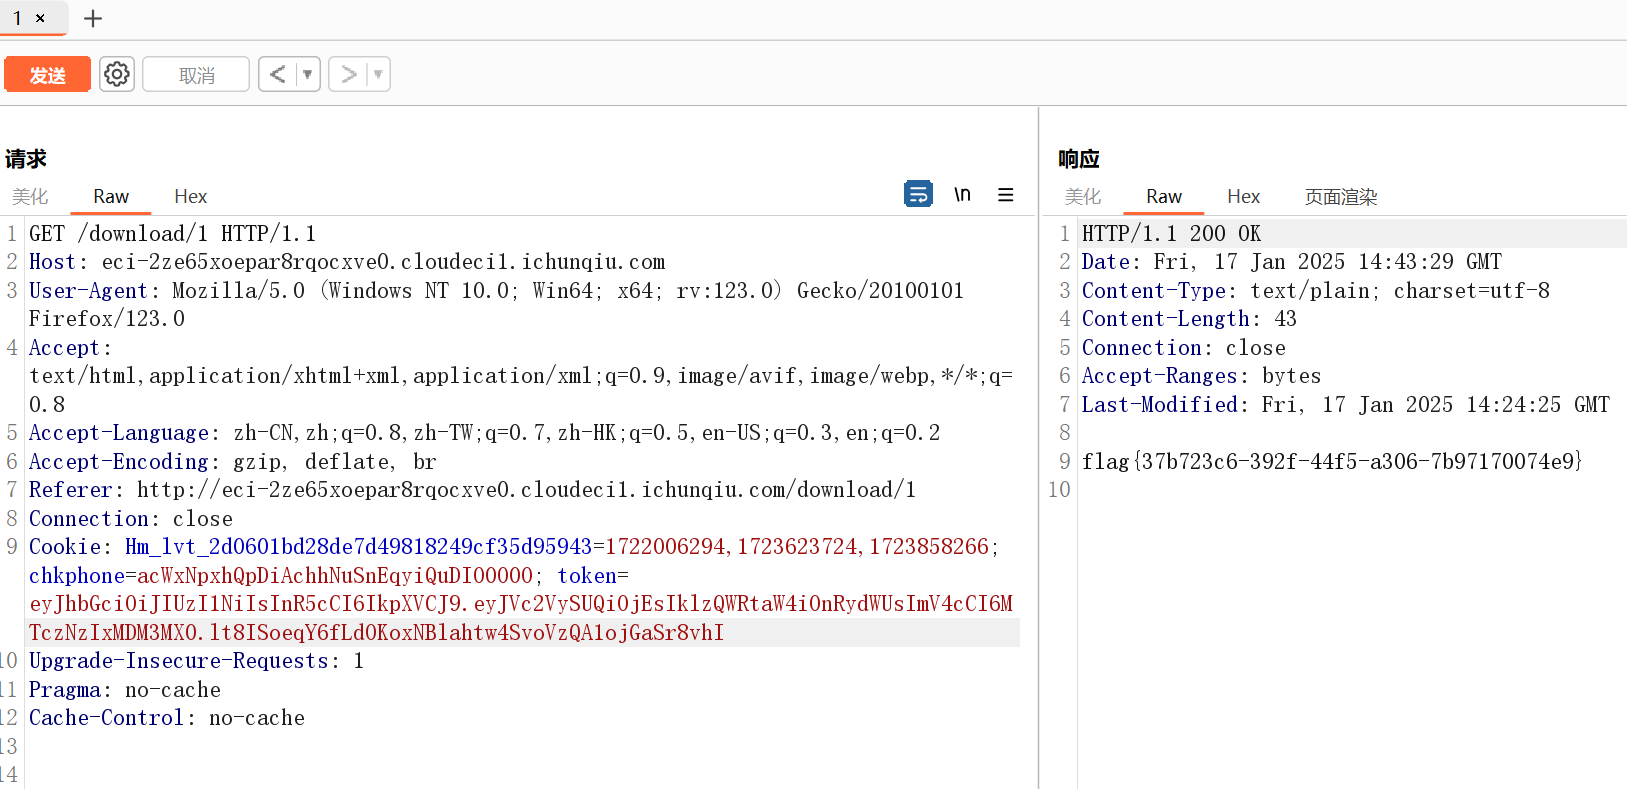 1 ×
发送
取消
请求
美化 Raw Hex
\n
1 GET /download/1 HTTP/1.1
2 Host: eci-2ze65xoepar8rqocxve0.cloudeci1.ichunqiu.com
3 User-Agent: Mozilla/5.0 (Windows NT 10.0; Win64; x64; rv:123.0) Gecko/20100101
Firefox/123.0
4 Accept:
text/html,application/xhtml+xml,application/xml;q=0.9,image/avif,image/webp,*/*;q=
0.8
5 Accept-Language: zh-CN,zh;q=0.8,zh-TW;q=0.7,zh-HK;q=0.5,en-US;q=0.3,en;q=0.2
6 Accept-Encoding: gzip, deflate, br
7 Referer: http://eci-2ze65xoepar8rqocxve0.cloudeci1.ichunqiu.com/download/1
8 Connection: close
9 Cookie: Hm_lvt_2d0601bd28de7d49818249cf35d95943=1722006294,1723623724,1723858266;
chkphone=acWxNpxhQpDiAchhNuSnEqyiQuDIO0O0O; token=
eyJhbGciOiJIUzI1NiIsInR5cCI6IkpXVCJ9.eyJVc2VySUQiOjEsIklzQWRtaW4iOnRydWUsImV4cCI6M
TczNzIxMDM3MX0.lt8ISoeqY6fLdOKoxNBlahtw4SvoVzQA1ojGaSr8vhI
10 Upgrade-Insecure-Requests: 1
11 Pragma: no-cache
12 Cache-Control: no-cache
13
14
响应
美化 Raw Hex 页面渲染
1 HTTP/1.1 200 OK
2 Date: Fri, 17 Jan 2025 14:43:29 GMT
3 Content-Type: text/plain; charset=utf-8
4 Content-Length: 43
5 Connection: close
6 Accept-Ranges: bytes
7 Last-Modified: Fri, 17 Jan 2025 14:24:25 GMT
8
9 flag{37b723c6-392f-44f5-a306-7b97170074e9}
10